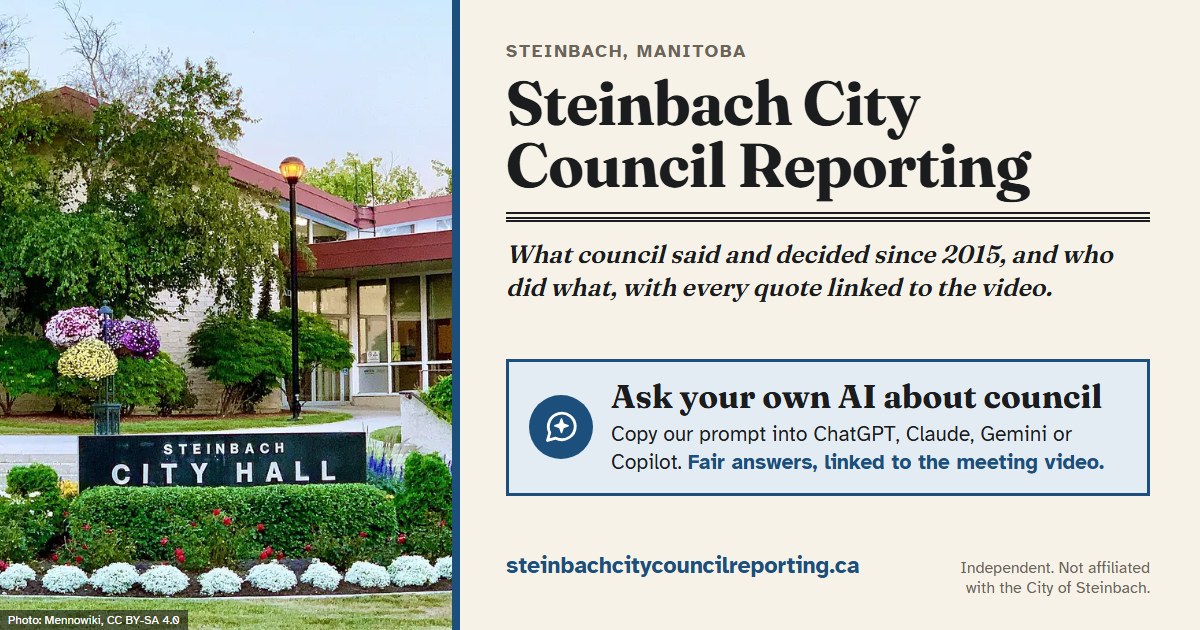 STEINBACH, MANITOBA
Steinbach City
Council Reporting
What council said and decided since 2015, and who
did what, with every quote linked to the video.
Ask your own AI about council
Copy our prompt into ChatGPT, Claude, Gemini or
Copilot. Fair answers, linked to the meeting video.
steinbachcitycouncilreporting.ca
Independent. Not affiliated
with the City of Steinbach.
STEINBACH
CITY HALL
Photo: Mennowiki, CC BY-SA 4.0